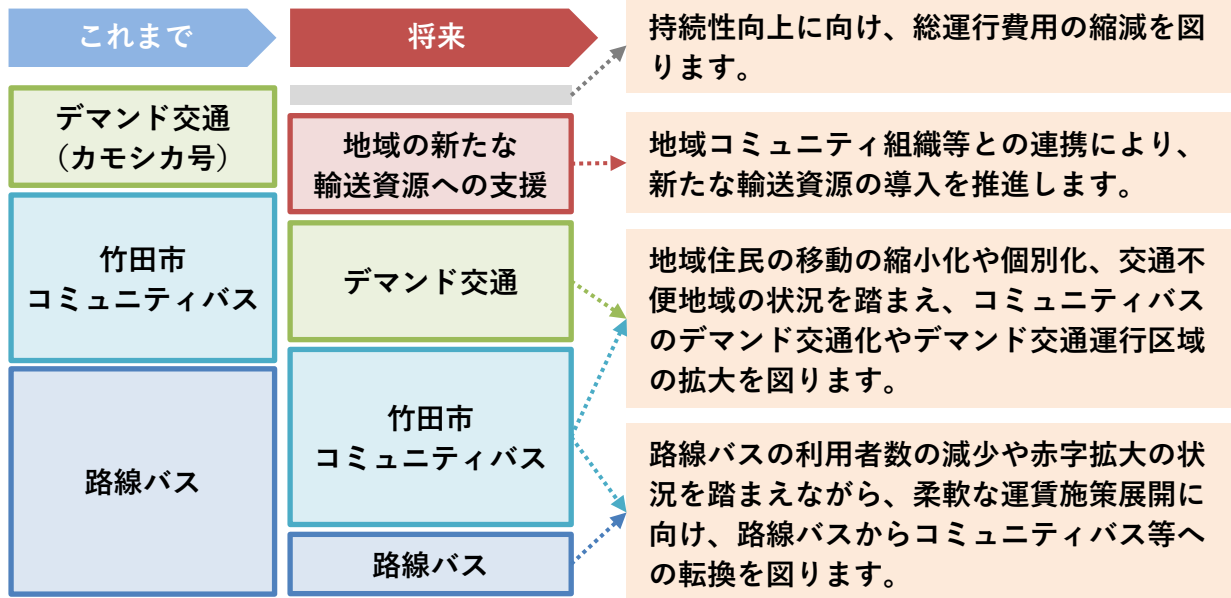 これまで
将来
デマンド交通
（カモシカ号）
竹田市
コミュニティバス
路線バス
地域の新たな
輸送資源への支援
デマンド交通
竹田市
コミュニティバス
路線バス
持続性向上に向け、総運行費用の縮減を図
ります。
地域コミュニティ組織等との連携により、
新たな輸送資源の導入を推進します。
地域住民の移動の縮小化や個別化、交通不
便地域の状況を踏まえ、コミュニティバス
のデマンド交通化やデマンド交通運行区域
の拡大を図ります。
路線バスの利用者数の減少や赤字拡大の状
況を踏まえながら、柔軟な運賃施策展開に
向け、路線バスからコミュニティバス等へ
の転換を図ります。